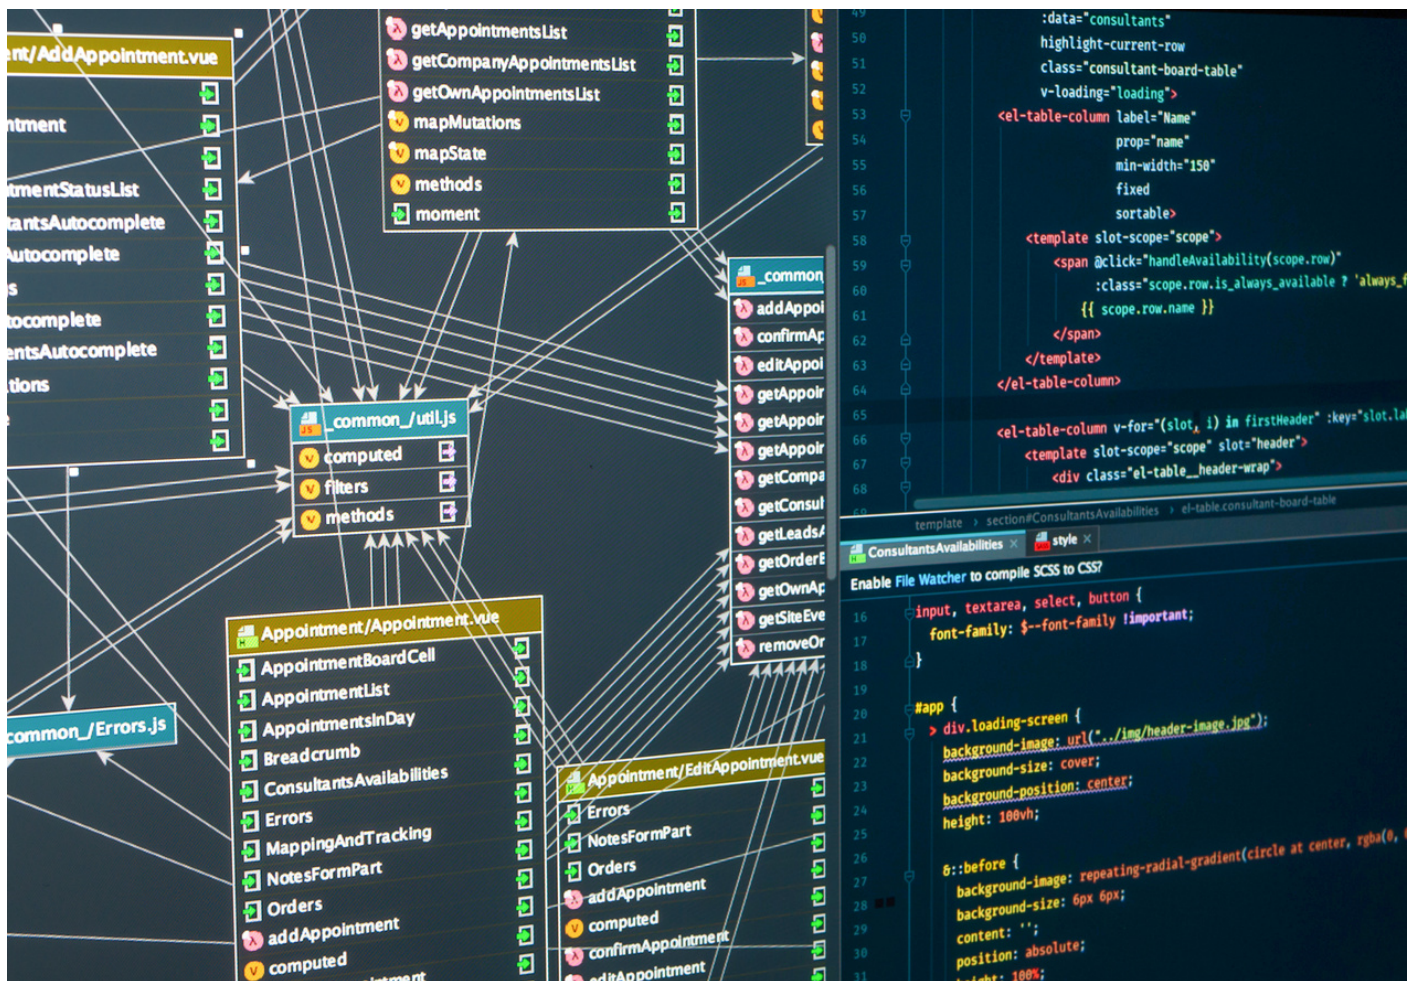 ent/AddAppointment.vue
ntment
ntmentStatusList
tantsAutocomplete
Autocomplete
s
tocomplete
entsAutocomplete
tions
e
getAppointmentsList
getCompanyAppointmentsList
getOwnAppointmentsList
mapMutations
mapState
methods
moment
_common_/util.js
computed
filters
methods
common_/Errors.js
Appointment/Appointment.vue
AppointmentBoardCell
AppointmentList
AppointmentsInDay
Breadcrumb
ConsultantsAvailabilities
Errors
MappingAndTracking
NotesFormPart
Orders
addAppointment
computed
_common_
addAppoi
confirmAp
editAppoi
getAppoir
getAppoir
getAppoir
getCompa
getConsul
getLeadsA
getOrderE
getOwnAp
getSiteEve
removeOr
Appointment/EditAppointment.vue
Errors
NotesFormPart
Orders
addAppointment
computed
confirmAppointment
editAppointment
49 :data="consultants"
50 highlight-current-row
51 class="consultant-board-table"
52 v-loading="loading">
53 <el-table-column label="Name"
54 prop="name"
55 min-width="150"
56 fixed
57 sortable>
58 <template slot-scope="scope">
59 <span @click="handleAvailability(scope.row)"
60 :class="scope.row.is_always_available ? 'always_f
61 {{ scope.row.name }}
62 </span>
63 </template>
64 </el-table-column>
65
66 <el-table-column v-for="(slot, i) in firstHeader" :key="slot.la
67 <template slot-scope="scope" slot="header">
68 <div class="el-table__header-wrap">
69
template > section#ConsultantsAvailabilities > el-table.consultant-board-table
ConsultantsAvailabilities × style ×
Enable File Watcher to compile SCSS to CSS?
16 input, textarea, select, button {
17 font-family: $--font-family !important;
18 }
19
20 #app {
21 > div.loading-screen {
22 background-image: url("../img/header-image.jpg");
23 background-size: cover;
24 background-position: center;
25 height: 100vh;
26
27 &::before {
28 background-image: repeating-radial-gradient(circle at center, rgba(0,
29 background-size: 6px 6px;
30 content: '';
31 position: absolute;
height: 100%;